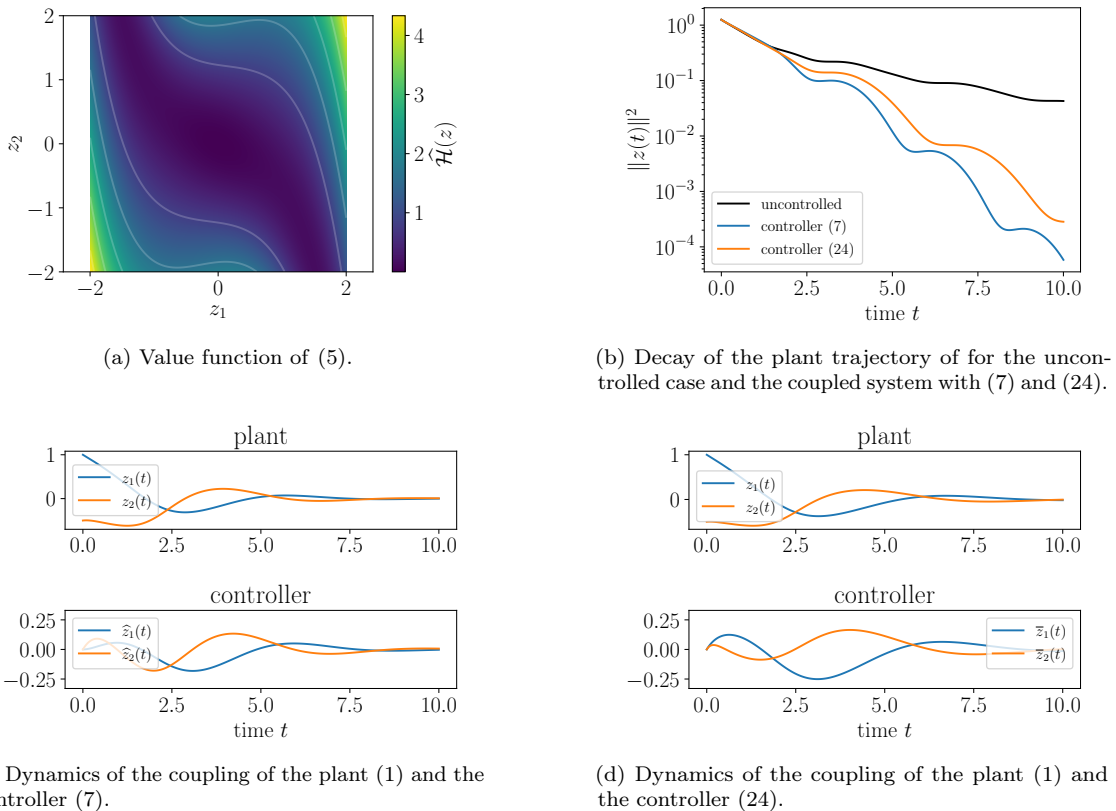 2
1
0
−1
−2
z₂
−2
0
2
z₁
4
3
2
1
ℋ̂(z)
(a) Value function of (5).
10⁰
10⁻¹
10⁻²
10⁻³
10⁻⁴
‖z(t)‖²
uncontrolled
controller (7)
controller (24)
0.0 2.5 5.0 7.5 10.0
time t
(b) Decay of the plant trajectory of for the uncon-
trolled case and the coupled system with (7) and (24).
plant
1
0
z₁(t)
z₂(t)
0.0 2.5 5.0 7.5 10.0
controller
0.25
0.00
−0.25
ẑ₁(t)
ẑ₂(t)
0.0 2.5 5.0 7.5 10.0
time t
Dynamics of the coupling of the plant (1) and the
ntroller (7).
plant
1
0
z₁(t)
z₂(t)
0.0 2.5 5.0 7.5 10.0
controller
0.25
0.00
−0.25
z̅₁(t)
z̅₂(t)
0.0 2.5 5.0 7.5 10.0
time t
(d) Dynamics of the coupling of the plant (1) and
the controller (24).